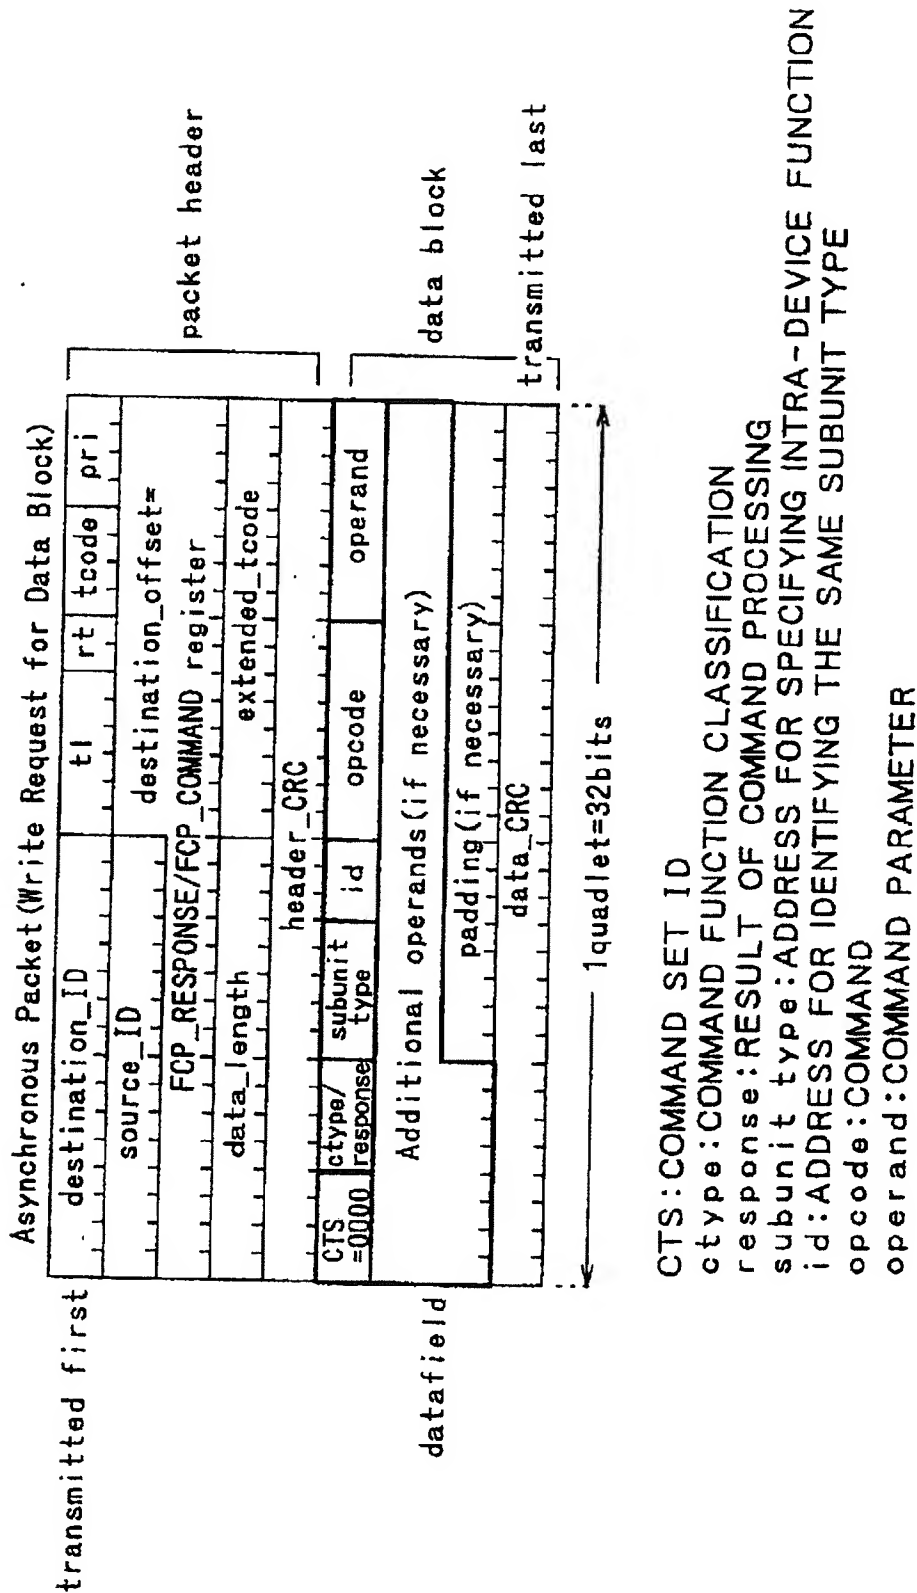 Asynchronous Packet(Write Request for Data Block)
transmitted first
destination_ID tl rt tcode pri
source_ID destination_offset=
FCP_RESPONSE/FCP_COMMAND register
data_length extended_tcode
header_CRC
packet header
CTS =0000 ctype/ response subunit type id opcode operand
Additional operands(if necessary)
padding(if necessary)
data_CRC
datafield
data block
transmitted last
1quadlet=32bits
CTS:COMMAND SET ID
ctype:COMMAND FUNCTION CLASSIFICATION
response:RESULT OF COMMAND PROCESSING
subunit type:ADDRESS FOR SPECIFYING INTRA-DEVICE FUNCTION
id:ADDRESS FOR IDENTIFYING THE SAME SUBUNIT TYPE
opcode:COMMAND
operand:COMMAND PARAMETER